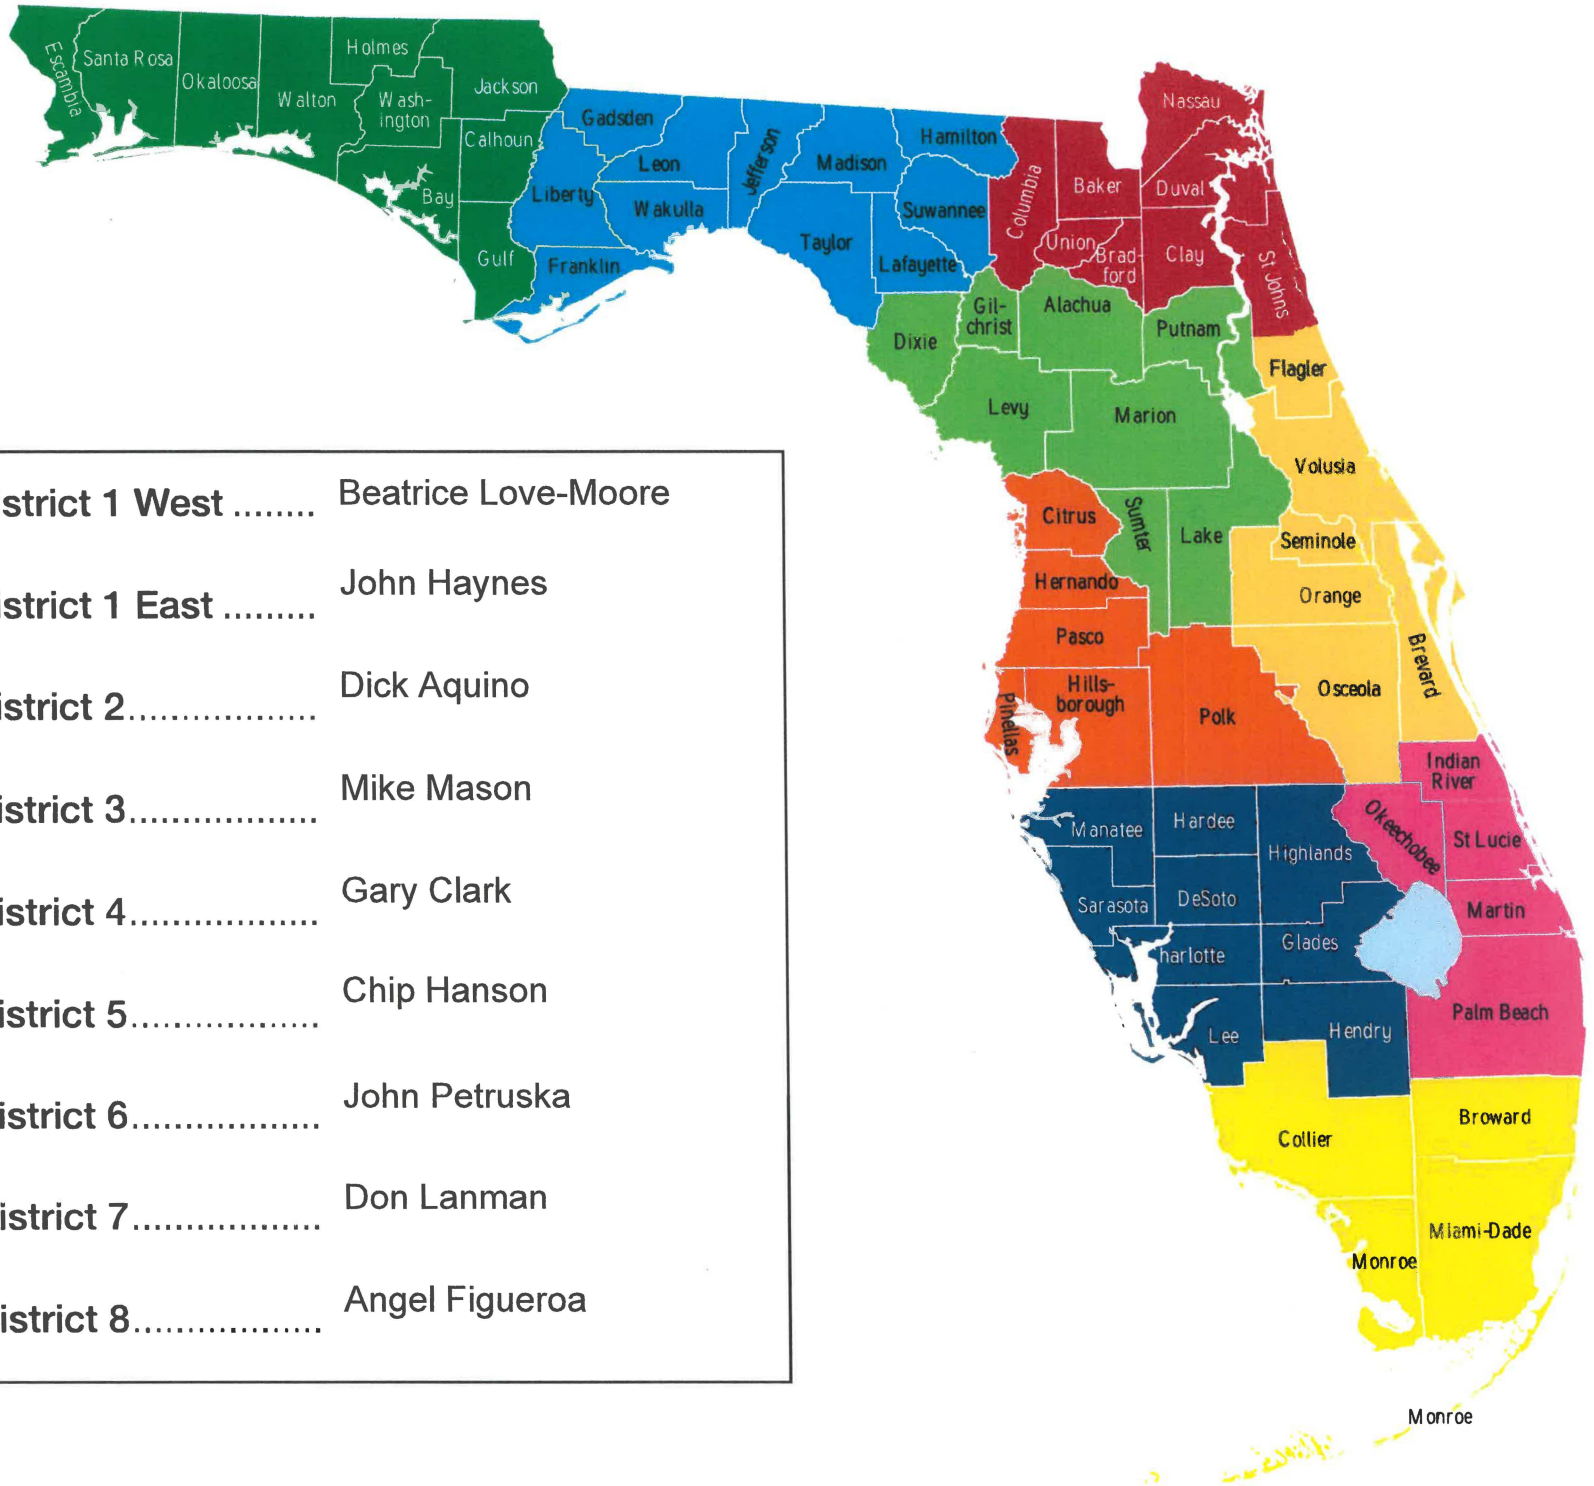 Escambia
Santa Rosa
Okaloosa
Walton
Holmes
Wash-
ington
Jackson
Calhoun
Bay
Gulf
Gadsden
Liberty
Leon
Wakulla
Franklin
Jefferson
Madison
Taylor
Hamilton
Suwannee
Lafayette
Columbia
Baker
Nassau
Duval
Union
Brad-
ford
Clay
St Johns
Dixie
Gil-
christ
Alachua
Putnam
Levy
Marion
Flagler
Volusia
Citrus
Sumter
Lake
Seminole
Hernando
Orange
Pasco
Brevard
Pinellas
Hills-
borough
Polk
Osceola
Indian
River
Manatee
Hardee
Highlands
Okeechobee
St Lucie
Sarasota
DeSoto
Martin
harlotte
Glades
Palm Beach
Lee
Hendry
Collier
Broward
Miami-Dade
Monroe
Monroe
strict 1 West ........ Beatrice Love-Moore
istrict 1 East ......... John Haynes
istrict 2.................. Dick Aquino
istrict 3.................. Mike Mason
istrict 4.................. Gary Clark
istrict 5.................. Chip Hanson
istrict 6.................. John Petruska
istrict 7.................. Don Lanman
istrict 8.................. Angel Figueroa